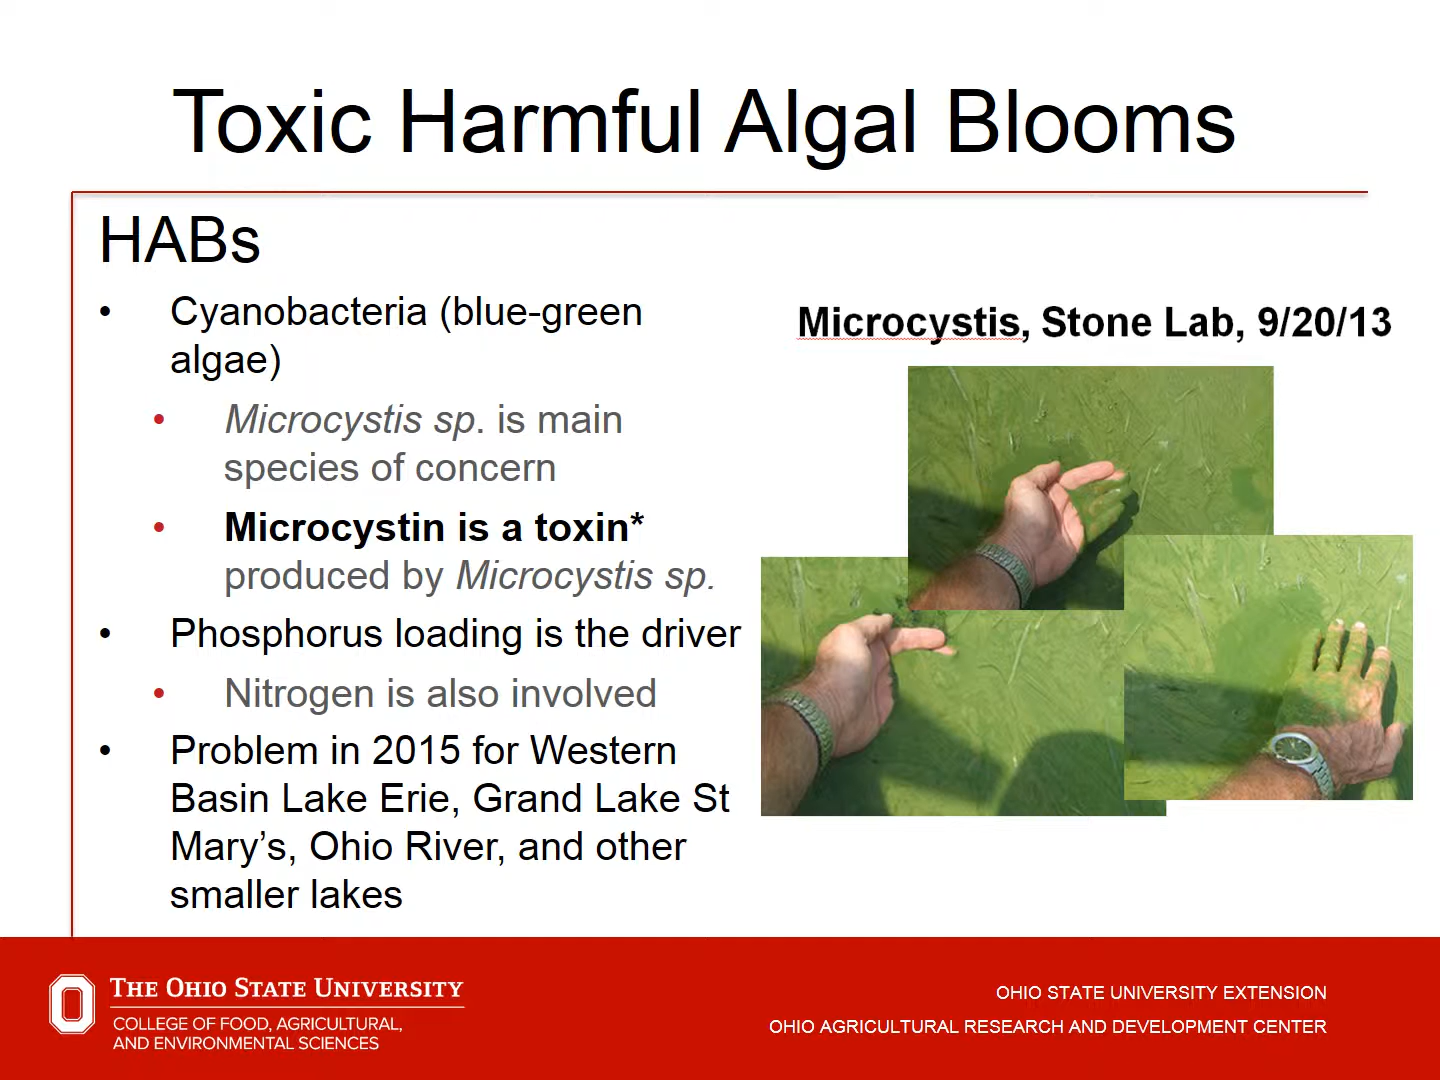 Toxic Harmful Algal Blooms
HABs
• Cyanobacteria (blue-green
algae)
• Microcystis sp. is main
species of concern
• Microcystin is a toxin*
produced by Microcystis sp.
• Phosphorus loading is the driver
• Nitrogen is also involved
• Problem in 2015 for Western
Basin Lake Erie, Grand Lake St
Mary’s, Ohio River, and other
smaller lakes
Microcystis, Stone Lab, 9/20/13
THE OHIO STATE UNIVERSITY
COLLEGE OF FOOD, AGRICULTURAL,
AND ENVIRONMENTAL SCIENCES
OHIO STATE UNIVERSITY EXTENSION
OHIO AGRICULTURAL RESEARCH AND DEVELOPMENT CENTER